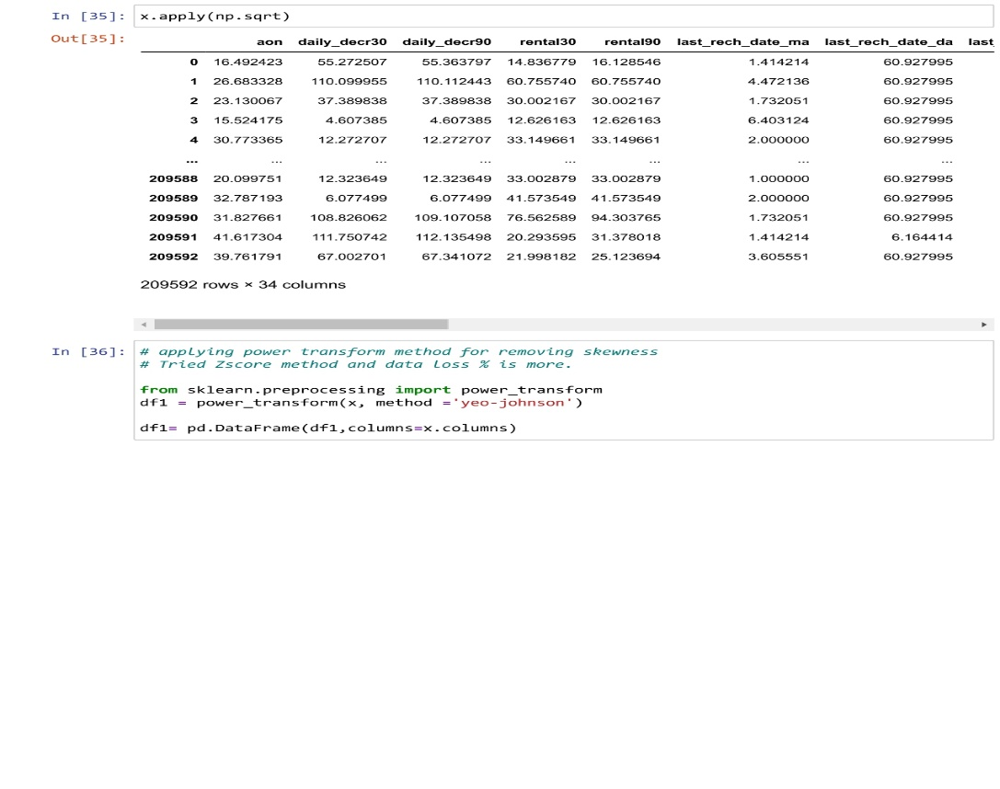 In [35]: x.apply(np.sqrt)
Out[35]:
aon daily_decr30 daily_decr90 rental30 rental90 last_rech_date_ma last_rech_date_da last
0 16.492423 55.272507 55.363797 14.836779 16.128546 1.414214 60.927995
1 26.683328 110.099955 110.112443 60.755740 60.755740 4.472136 60.927995
2 23.130067 37.389838 37.389838 30.002167 30.002167 1.732051 60.927995
3 15.524175 4.607385 4.607385 12.626163 12.626163 6.403124 60.927995
4 30.773365 12.272707 12.272707 33.149661 33.149661 2.000000 60.927995
... ... ... ... ... ... ... ...
209588 20.099751 12.323649 12.323649 33.002879 33.002879 1.000000 60.927995
209589 32.787193 6.077499 6.077499 41.573549 41.573549 2.000000 60.927995
209590 31.827661 108.826062 109.107058 76.562589 94.303765 1.732051 60.927995
209591 41.617304 111.750742 112.135498 20.293595 31.378018 1.414214 6.164414
209592 39.761791 67.002701 67.341072 21.998182 25.123694 3.605551 60.927995
209592 rows × 34 columns
In [36]: # applying power transform method for removing skewness
# Tried Zscore method and data Loss % is more.
from sklearn.preprocessing import power_transform
df1 = power_transform(x, method ='yeo-johnson')
df1= pd.DataFrame(df1,columns=x.columns)